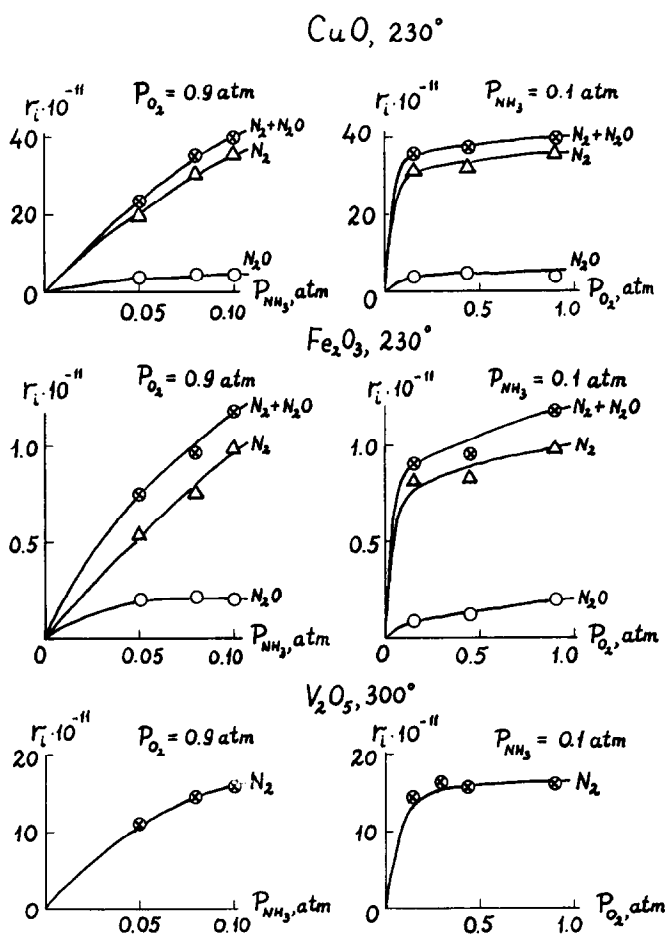 CuO, 230°
rᵢ·10⁻¹¹ P_O₂ = 0.9 atm
40
20
0
N₂+N₂O
N₂
N₂O
0.05 0.10
P_NH₃, atm
rᵢ·10⁻¹¹ P_NH₃ = 0.1 atm
40
20
0
N₂+N₂O
N₂
N₂O
0.5 1.0
P_O₂, atm
Fe₂O₃, 230°
rᵢ·10⁻¹¹ P_O₂ = 0.9 atm
1.0
0.5
0
N₂+N₂O
N₂
N₂O
0.05 0.10
P_NH₃, atm
rᵢ·10⁻¹¹ P_NH₃ = 0.1 atm
1.0
0.5
0
N₂+N₂O
N₂
N₂O
0.5 1.0
P_O₂, atm
V₂O₅, 300°
rᵢ·10⁻¹¹ P_O₂ = 0.9 atm
20
10
0
N₂
0.05 0.10
P_NH₃, atm
rᵢ·10⁻¹¹ P_NH₃ = 0.1 atm
20
10
0
N₂
0.5 1.0
P_O₂, atm